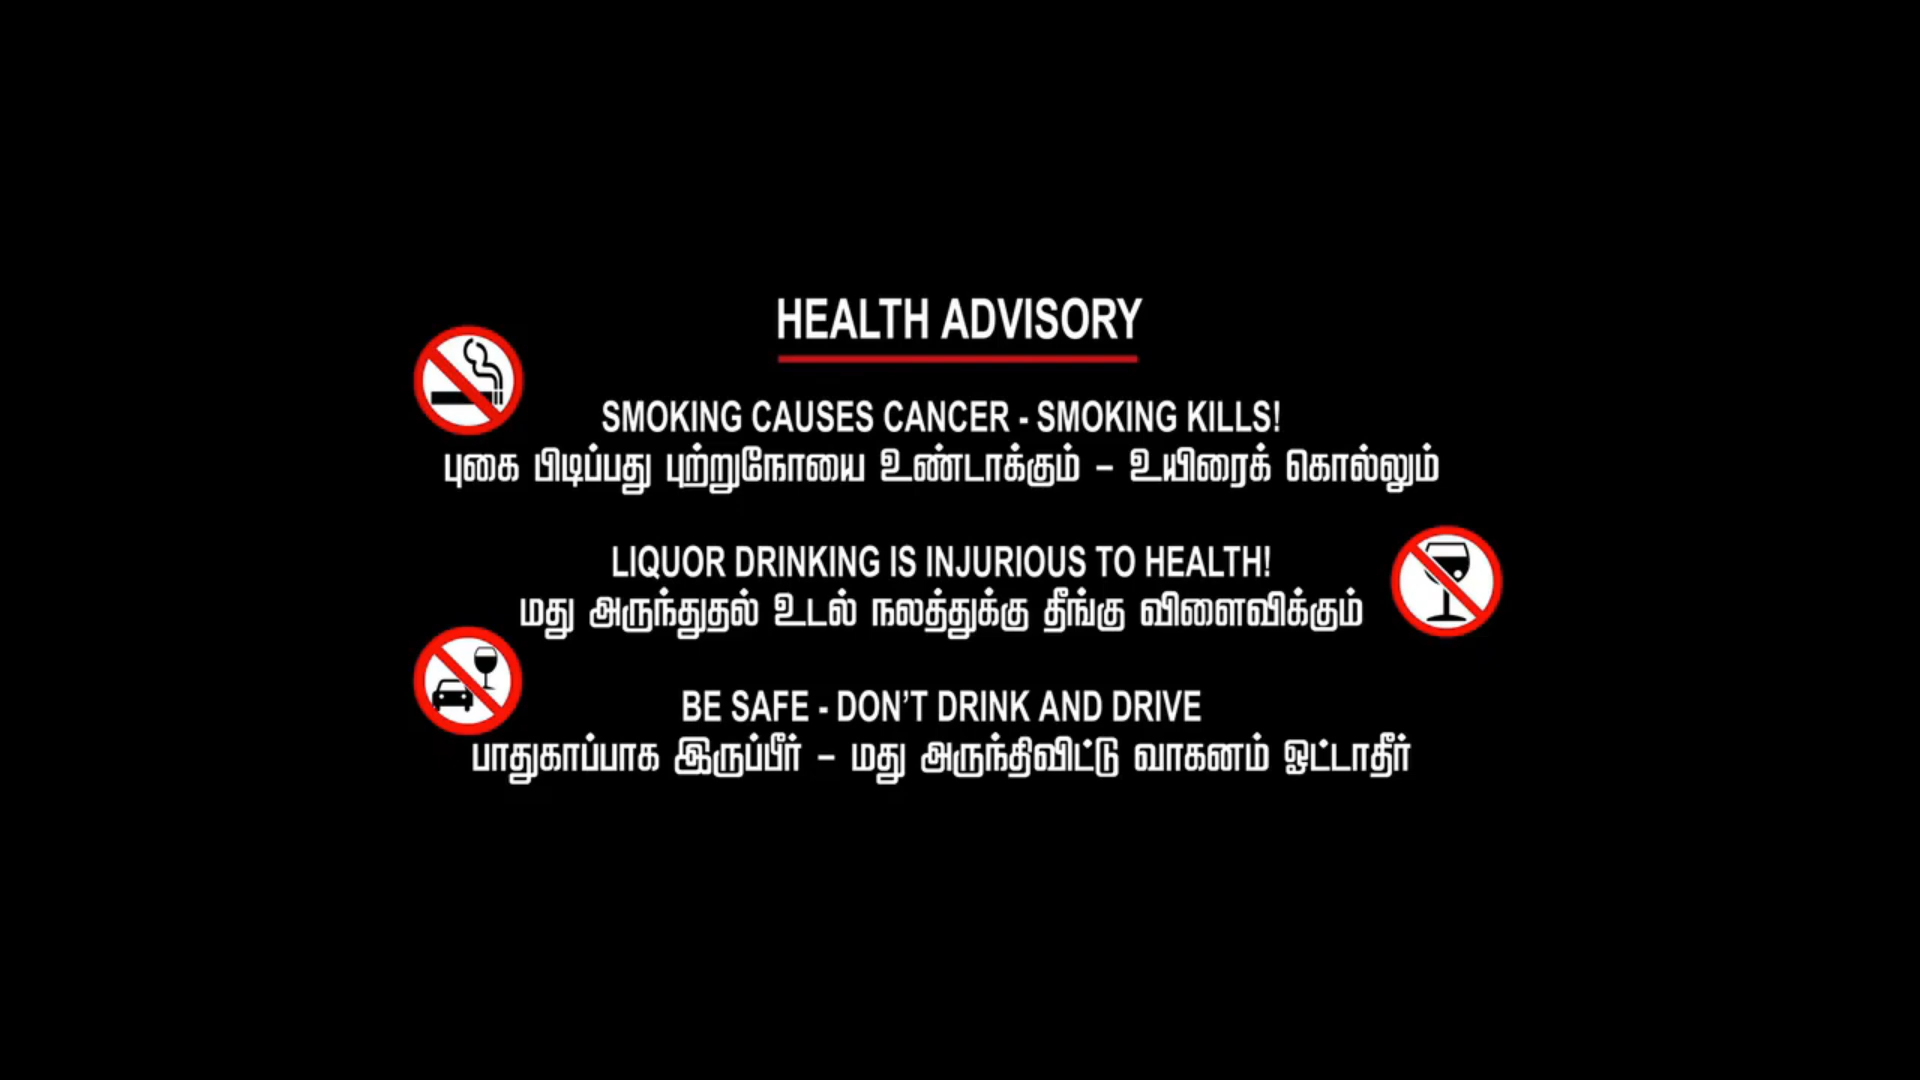 HEALTH ADVISORY
SMOKING CAUSES CANCER - SMOKING KILLS!
புகை பிடிப்பது புற்றுநோயை உண்டாக்கும் – உயிரைக் கொல்லும்
LIQUOR DRINKING IS INJURIOUS TO HEALTH!
மது அருந்துதல் உடல் நலத்துக்கு தீங்கு விளைவிக்கும்
BE SAFE - DON’T DRINK AND DRIVE
பாதுகாப்பாக இருப்பீர் – மது அருந்திவிட்டு வாகனம் ஓட்டாதீர்